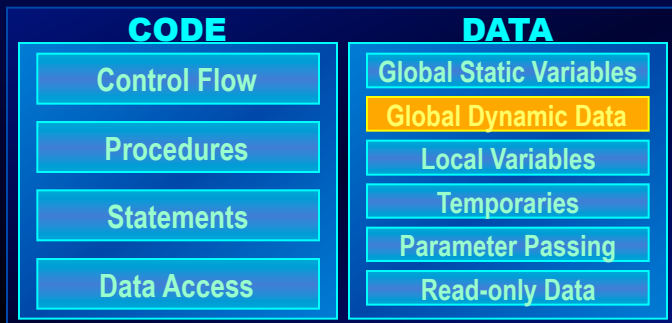 CODE
Control Flow
Procedures
Statements
Data Access
DATA
Global Static Variables
Global Dynamic Data
Local Variables
Temporaries
Parameter Passing
Read-only Data